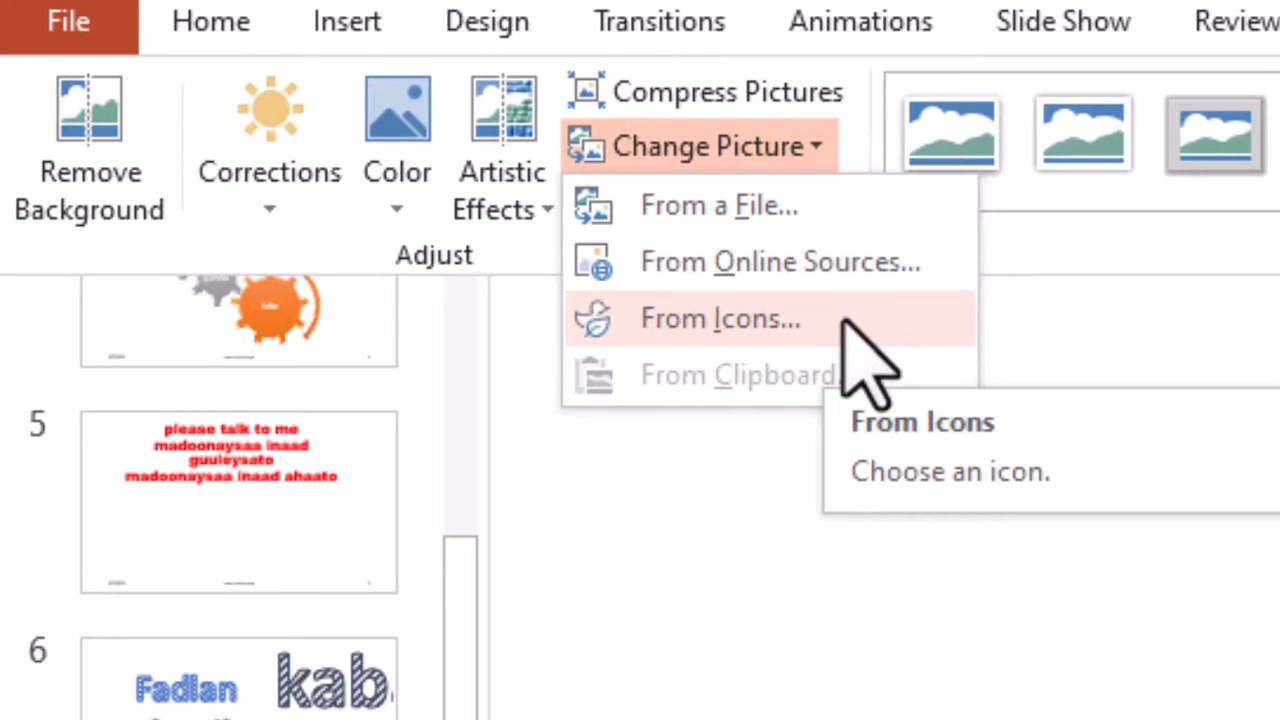 File Home Insert Design Transitions Animations Slide Show Review
Compress Pictures
Change Picture
Remove Background
Corrections
Color
Artistic Effects
Adjust
From a File...
From Online Sources...
From Icons...
From Clipboard
From Icons
Choose an icon.
5
please talk to me
madoonaysaa inaad
guuleysato
madoonaysaa inaad ahaato
6
Fadlan
kab